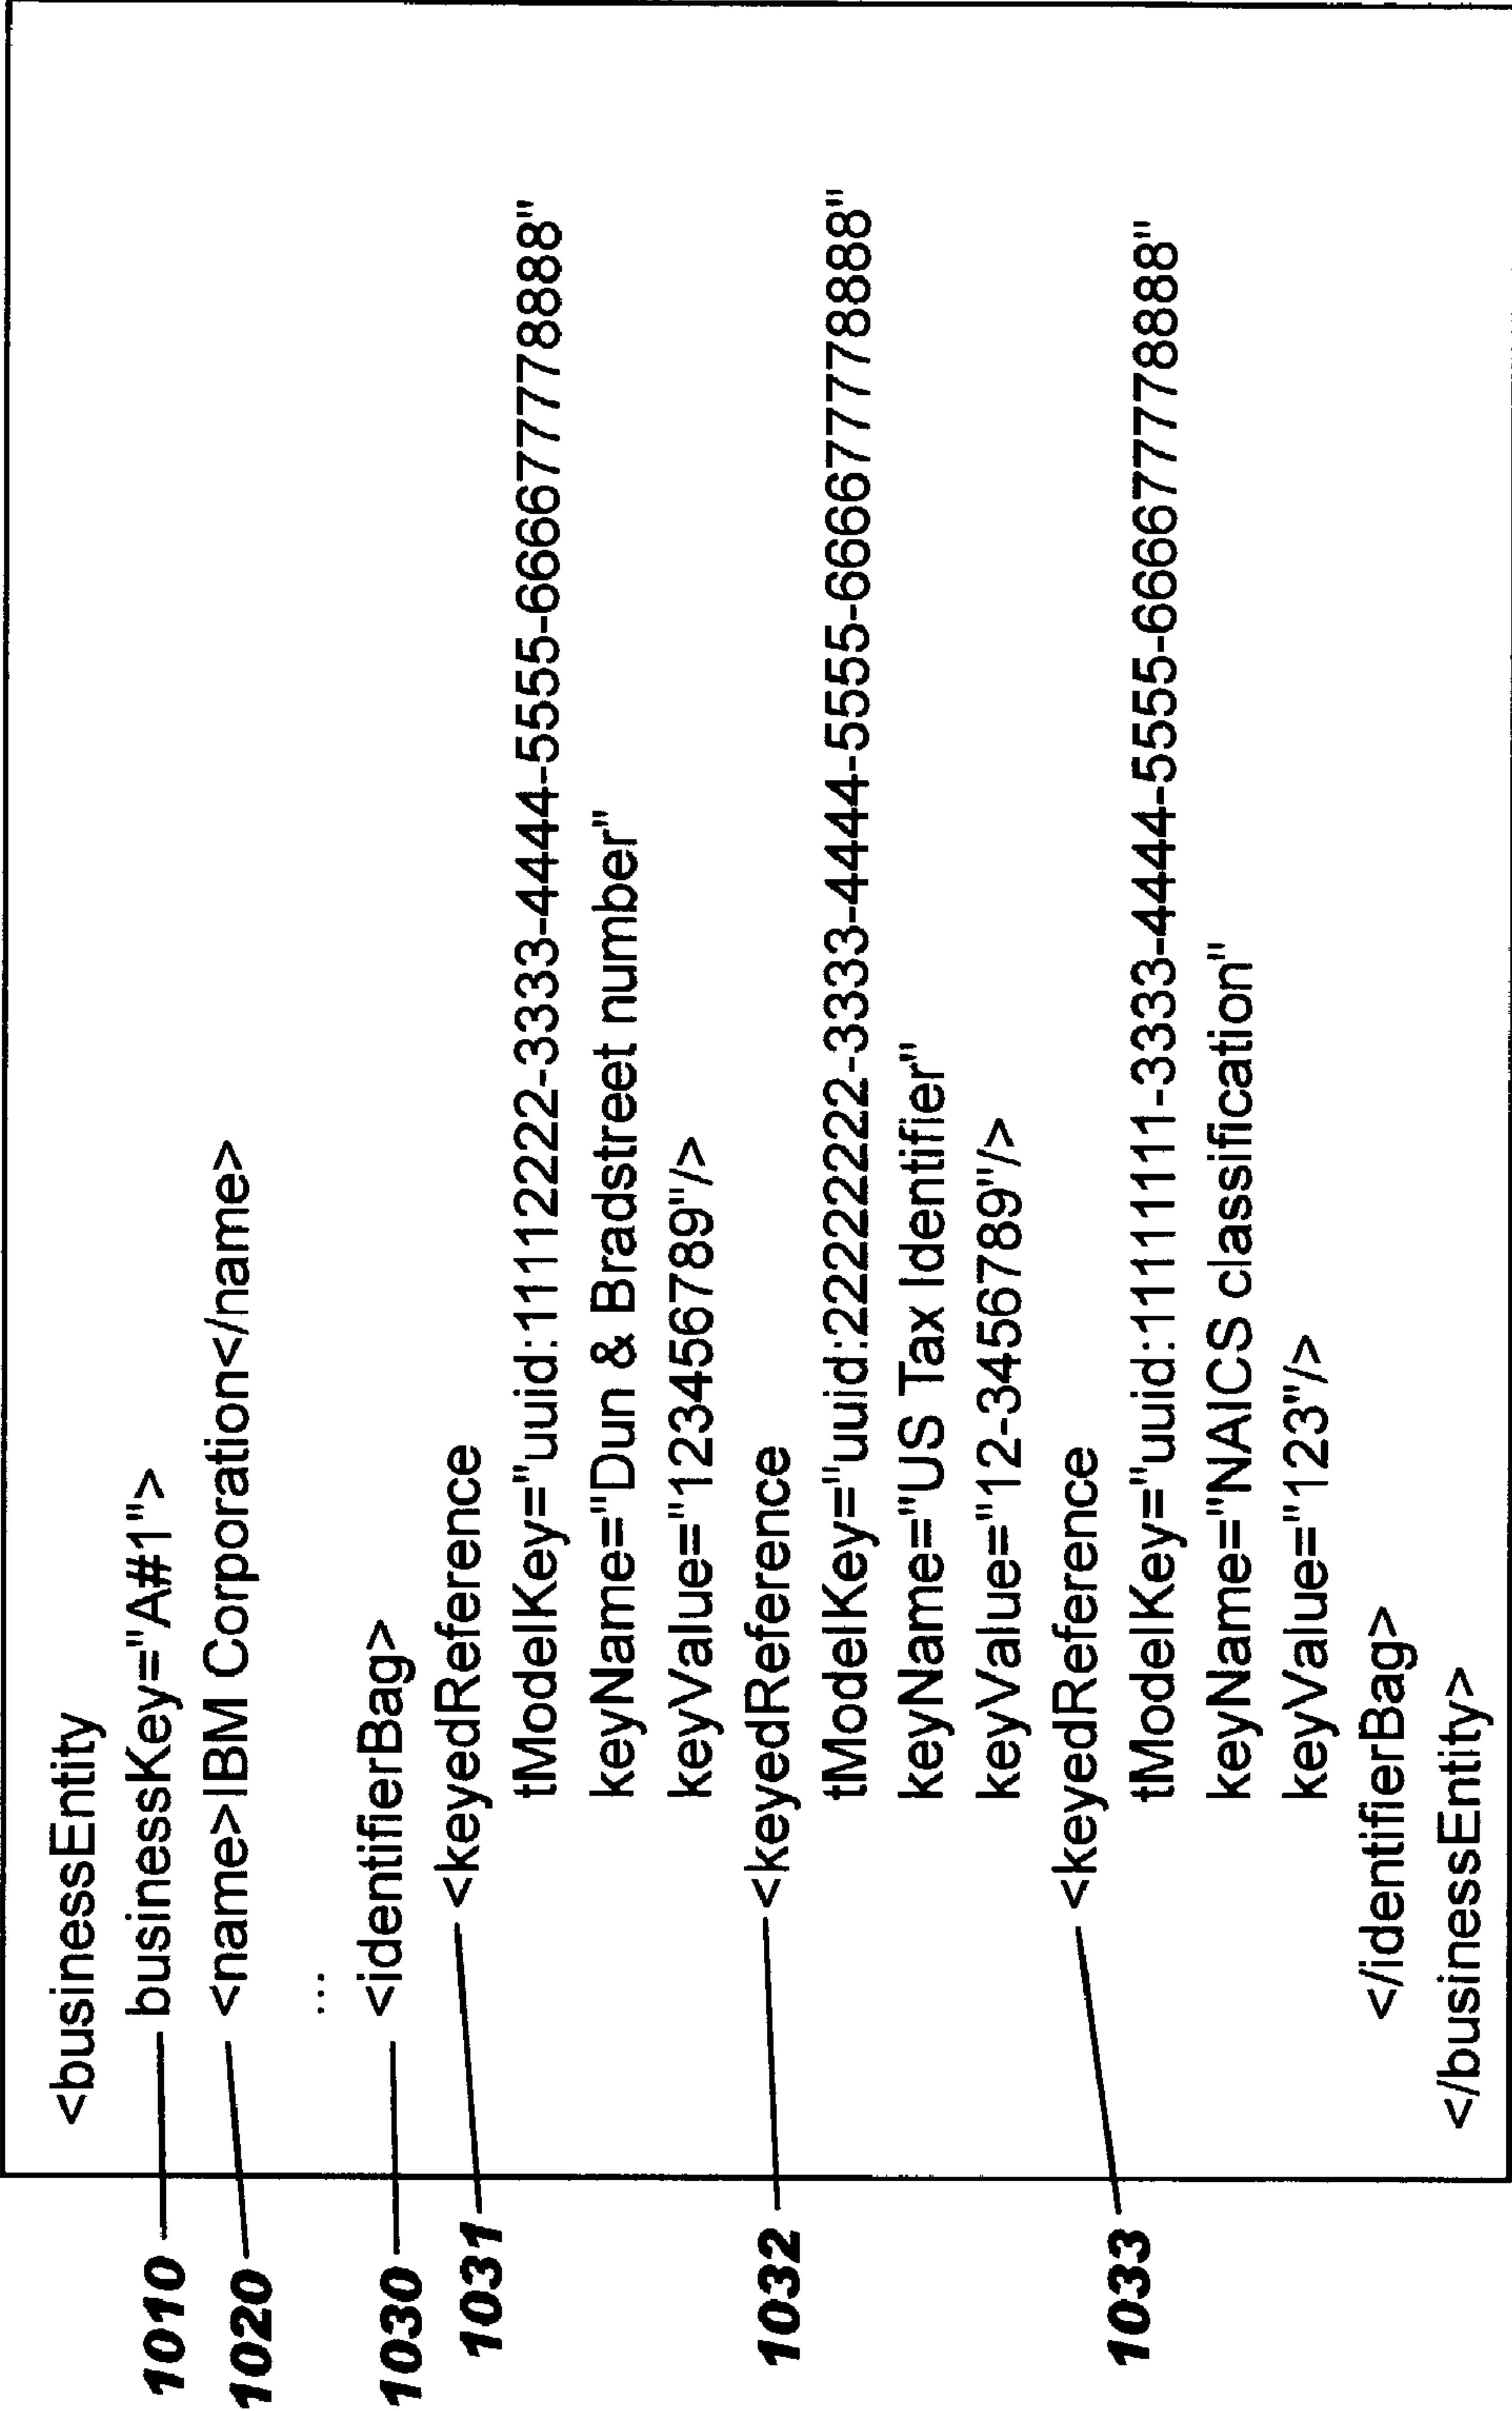 1010 <businessEntity
businessKey="A#1">
1020 <name>IBM Corporation</name>
...
1030 <identifierBag>
1031 <keyedReference
tModelKey="uuid:11112222-3333-4444-5555-666677778888"
keyName="Dun & Bradstreet number"
keyValue="123456789"/>
1032 <keyedReference
tModelKey="uuid:22222222-3333-4444-5555-666677778888"
keyName="US Tax Identifier"
keyValue="12-3456789"/>
1033 <keyedReference
tModelKey="uuid:11111111-3333-4444-5555-666677778888"
keyName="NAICS classification"
keyValue="123"/>
</identifierBag>
</businessEntity>